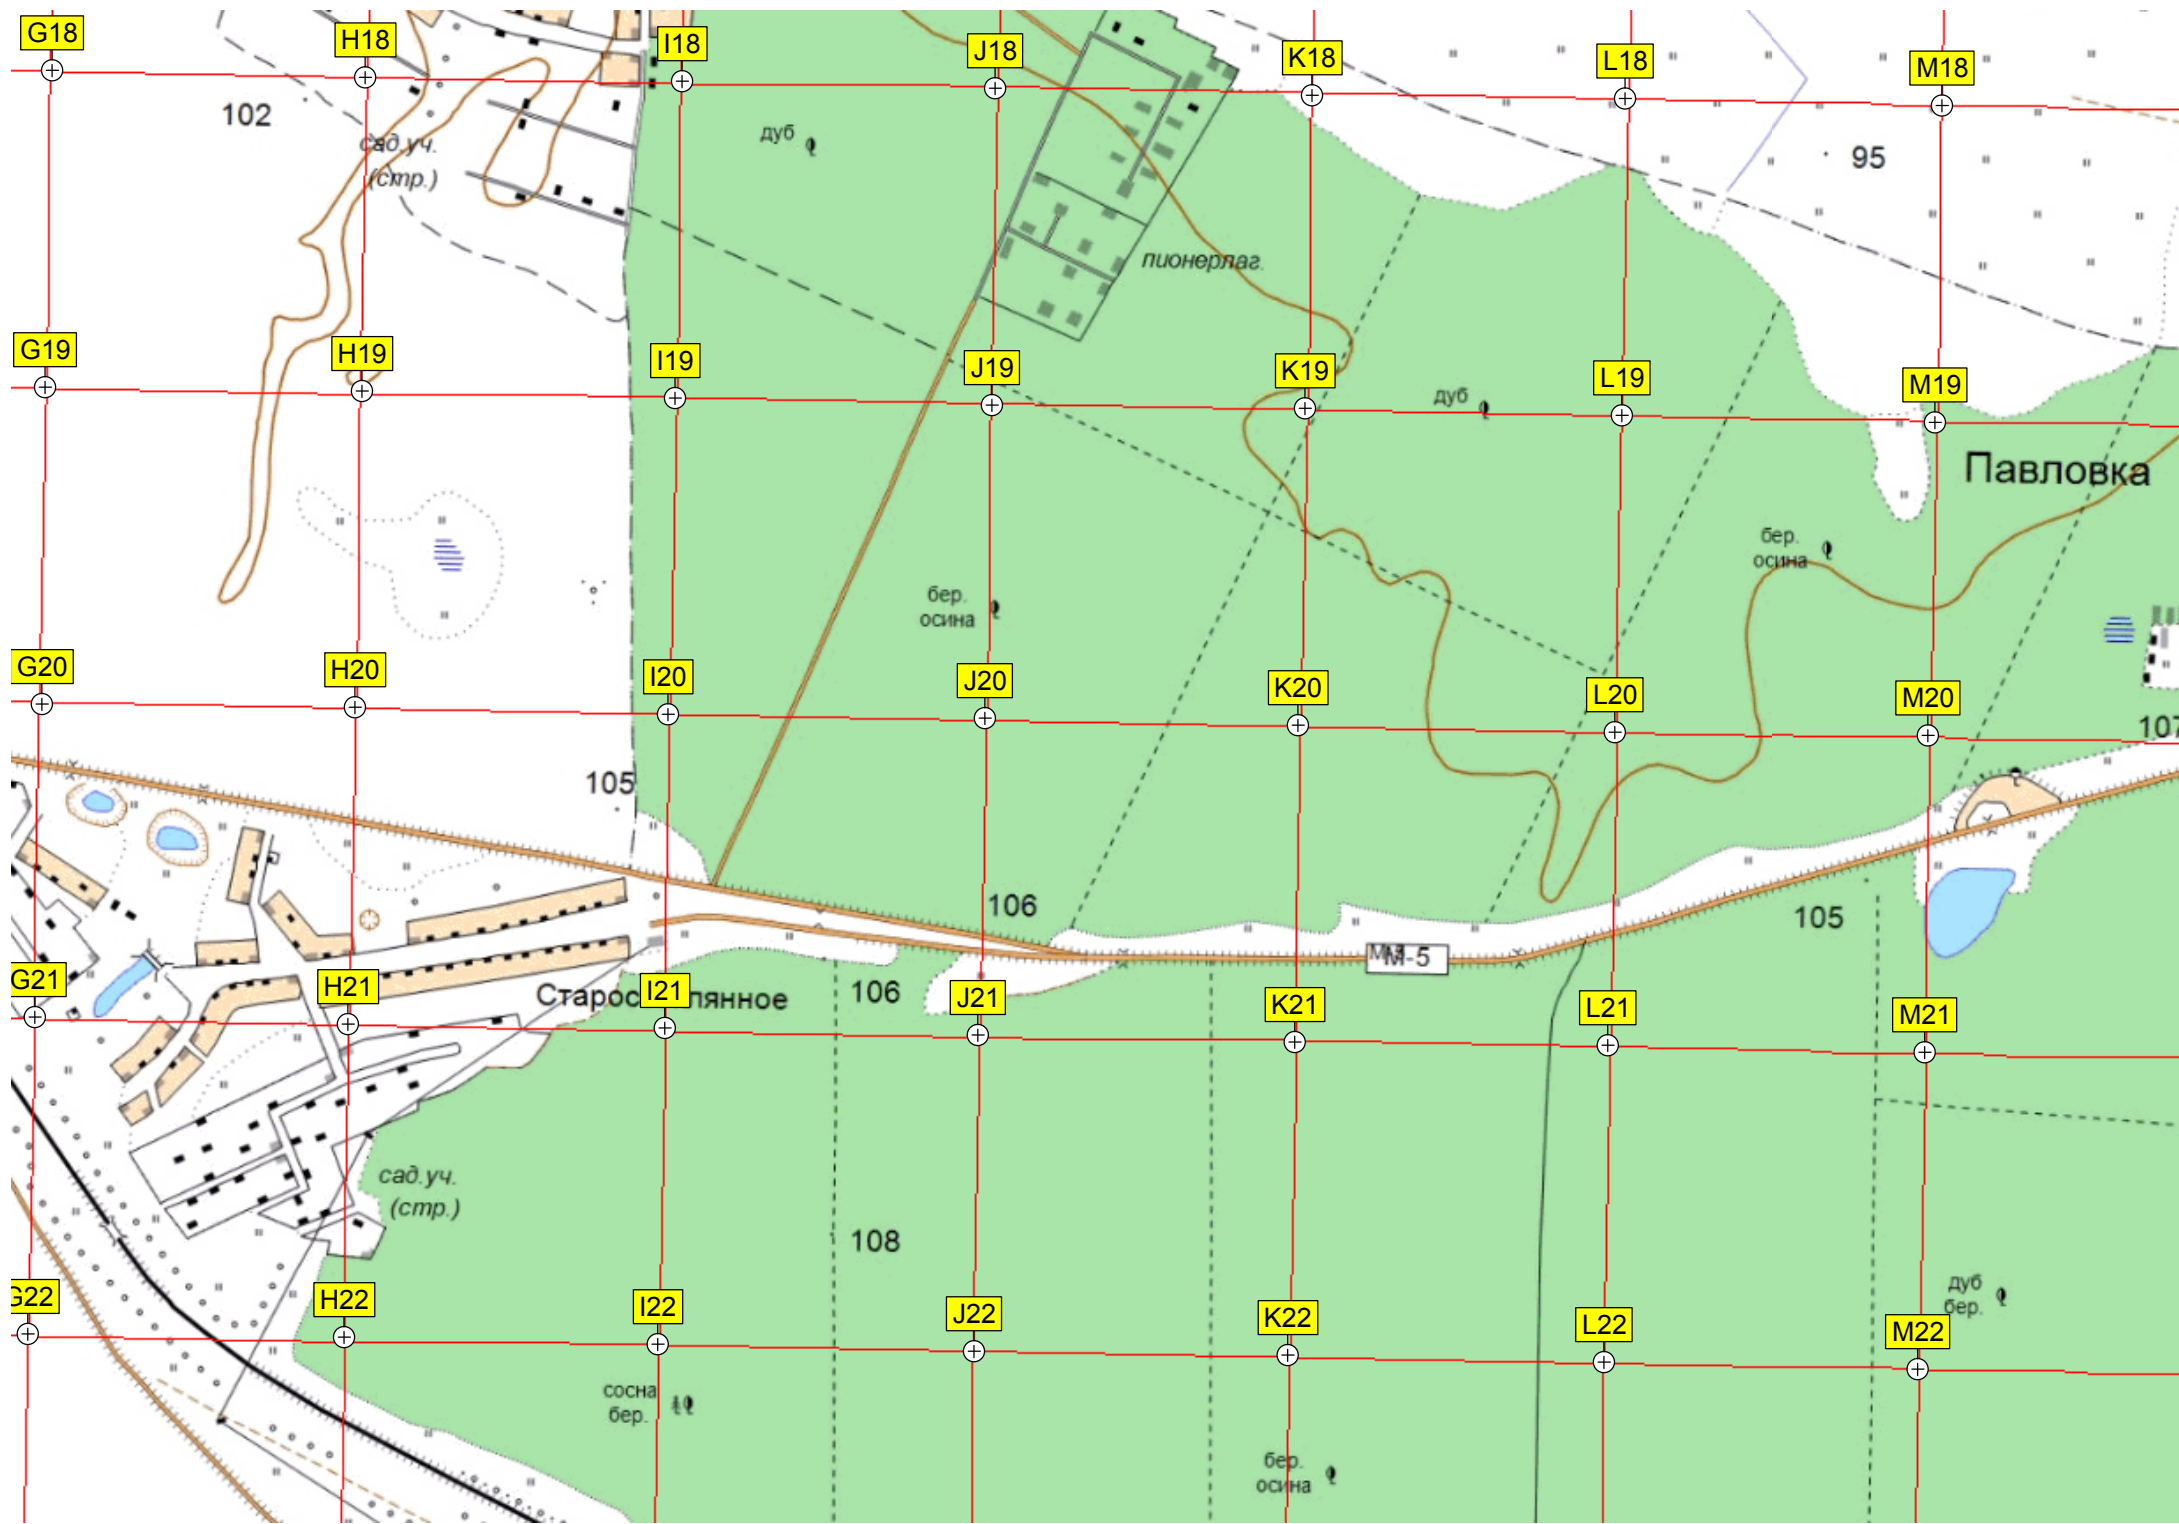 G18
H18
I18
J18
K18
L18
M18
102
сад.уч.
(стр.)
дуб
95
пионерлаг.
G19
H19
I19
J19
K19
L19
M19
дуб
Павловка
бер.
осина
бер.
осина
G20
H20
I20
J20
K20
L20
M20
107
105
106
105
М-5
G21
H21
Старос
I21
лянное
106
J21
K21
L21
M21
сад.уч.
(стр.)
108
дуб
бер.
G22
H22
I22
J22
K22
L22
M22
сосна
бер.
бер.
осина